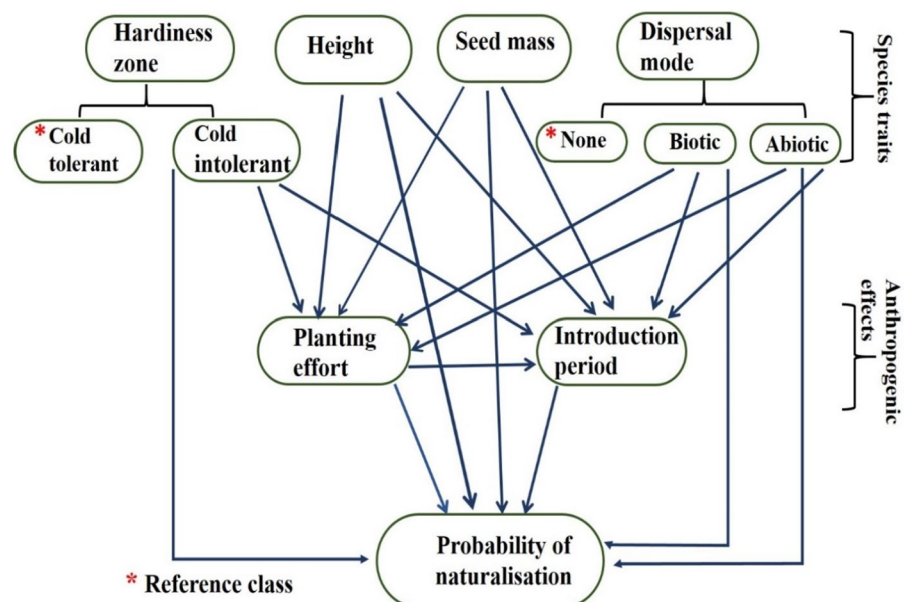 Hardiness
zone
Height
Seed mass
Dispersal
mode
Species traits
* Cold
tolerant
Cold
intolerant
* None
Biotic
Abiotic
Anthropogenic
effects
Planting
effort
Introduction
period
Probability of
naturalisation
* Reference class